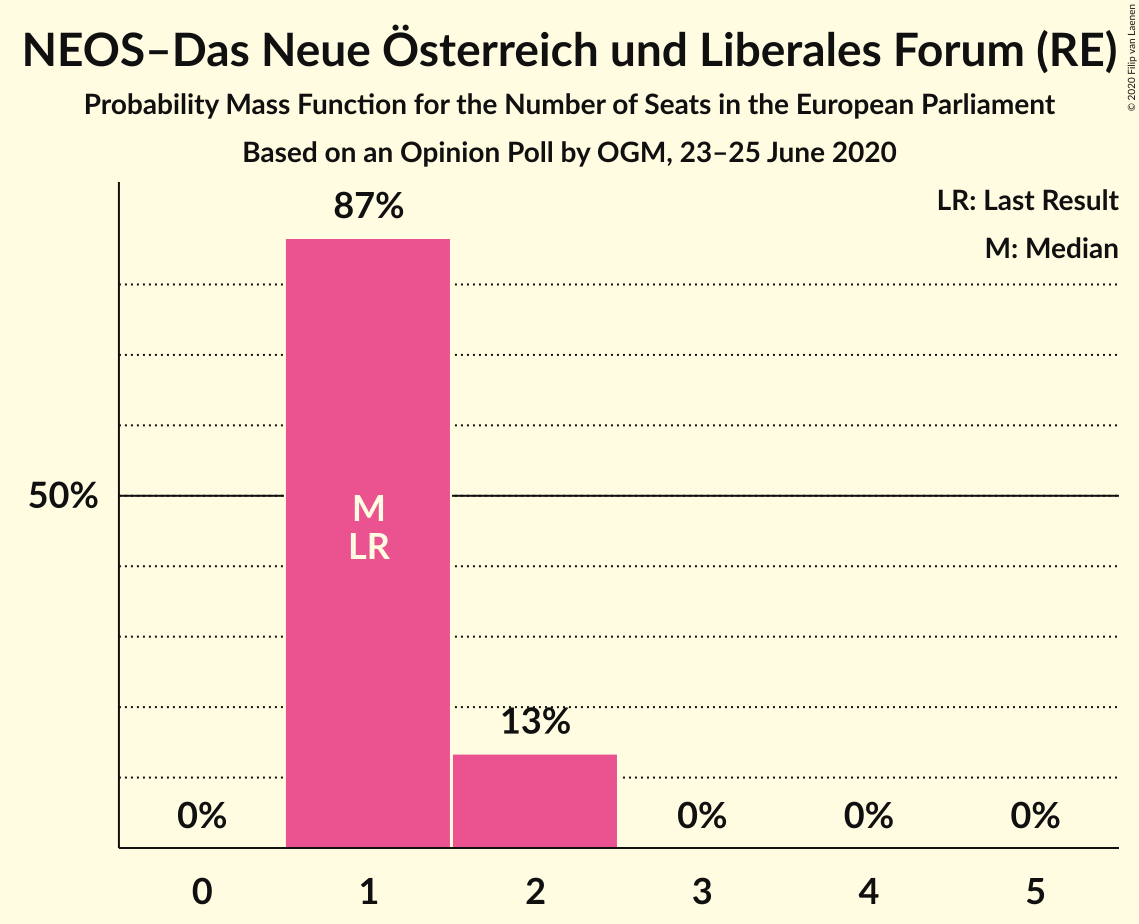 NEOS–Das Neue Österreich und Liberales Forum (RE)
Probability Mass Function for the Number of Seats in the European Parliament
Based on an Opinion Poll by OGM, 23–25 June 2020
© 2020 Filip van Laenen
LR: Last Result
M: Median
87%
50%
M
LR
13%
0%
0%
0%
0%
0
1
2
3
4
5